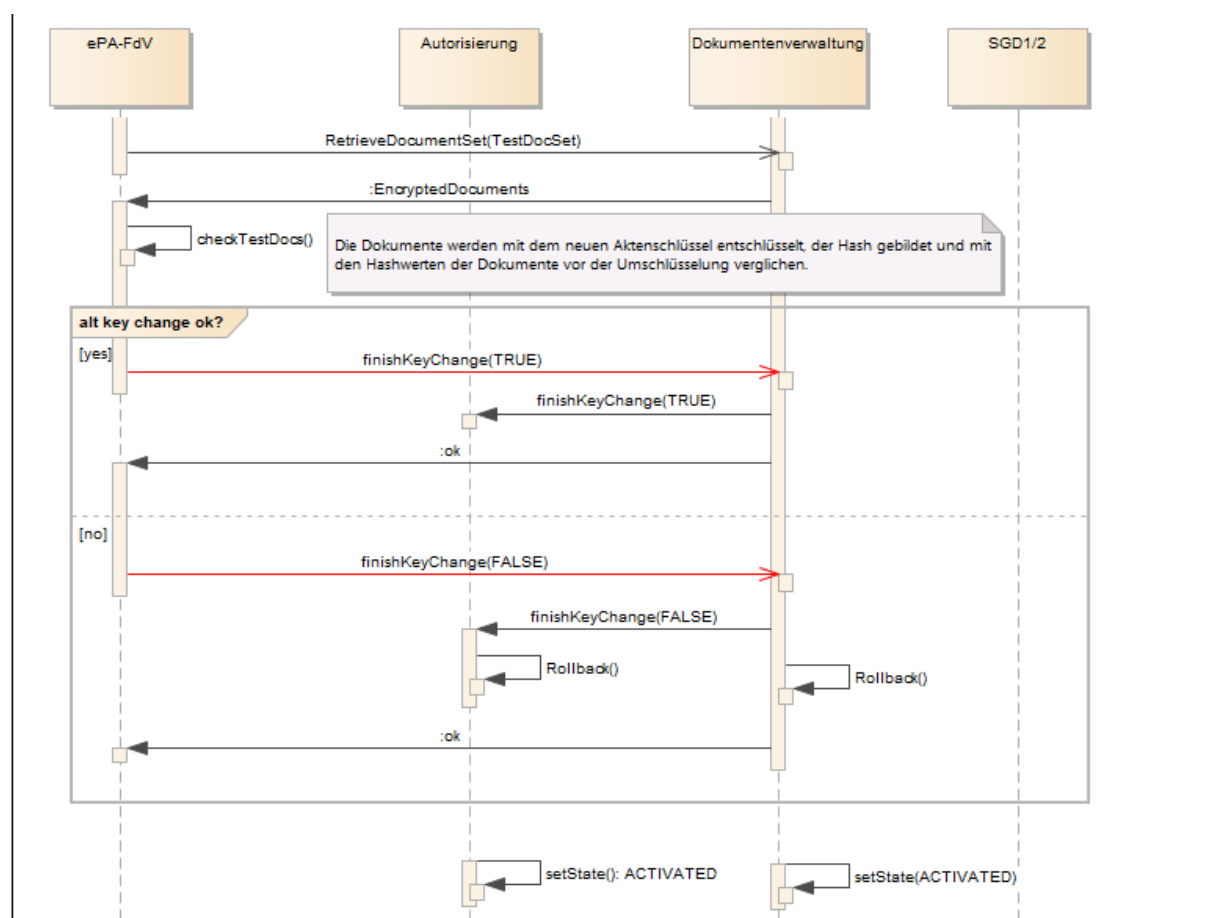 ePA-FdV
Autorisierung
Dokumentenverwaltung
SGD1/2
RetrieveDocumentSet(TestDocSet)
:EncryptedDocuments
checkTestDocs()
Die Dokumente werden mit dem neuen Aktenschlüssel entschlüsselt, der Hash gebildet und mit
den Hashwerten der Dokumente vor der Umschlüsselung verglichen.
alt key change ok?
[yes]
finishKeyChange(TRUE)
finishKeyChange(TRUE)
:ok
[no]
finishKeyChange(FALSE)
finishKeyChange(FALSE)
Rollback()
Rollback()
:ok
setState(): ACTIVATED
setState(ACTIVATED)